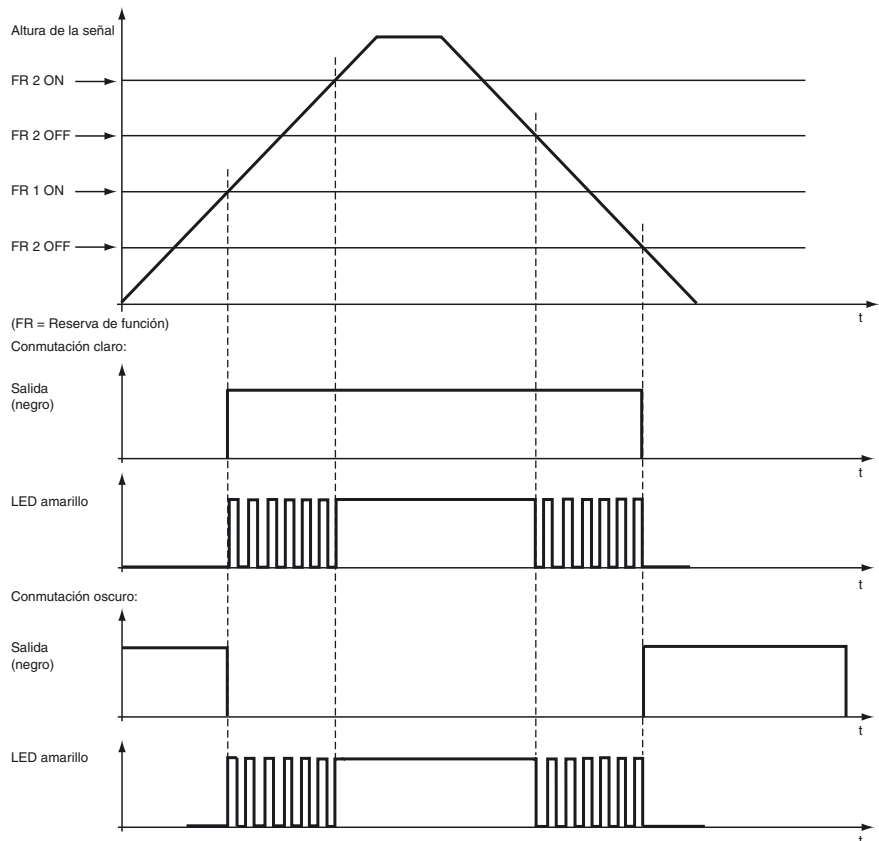 Altura de la señal
FR 2 ON
FR 2 OFF
FR 1 ON
FR 2 OFF
t
(FR = Reserva de función)
Conmutación claro:
Salida
(negro)
t
LED amarillo
t
Conmutación oscuro:
Salida
(negro)
t
LED amarillo
t